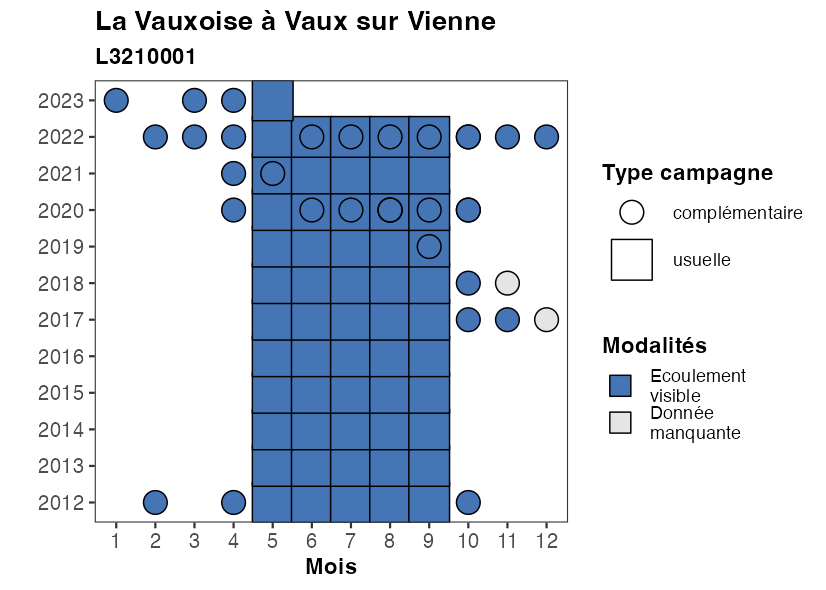 La Vauxoise à Vaux sur Vienne
L3210001
2023
2022
2021
2020
2019
2018
2017
2016
2015
2014
2013
2012
1 2 3 4 5 6 7 8 9 10 11 12
Mois
Type campagne
complémentaire
usuelle
Modalités
Ecoulement
visible
Donnée
manquante